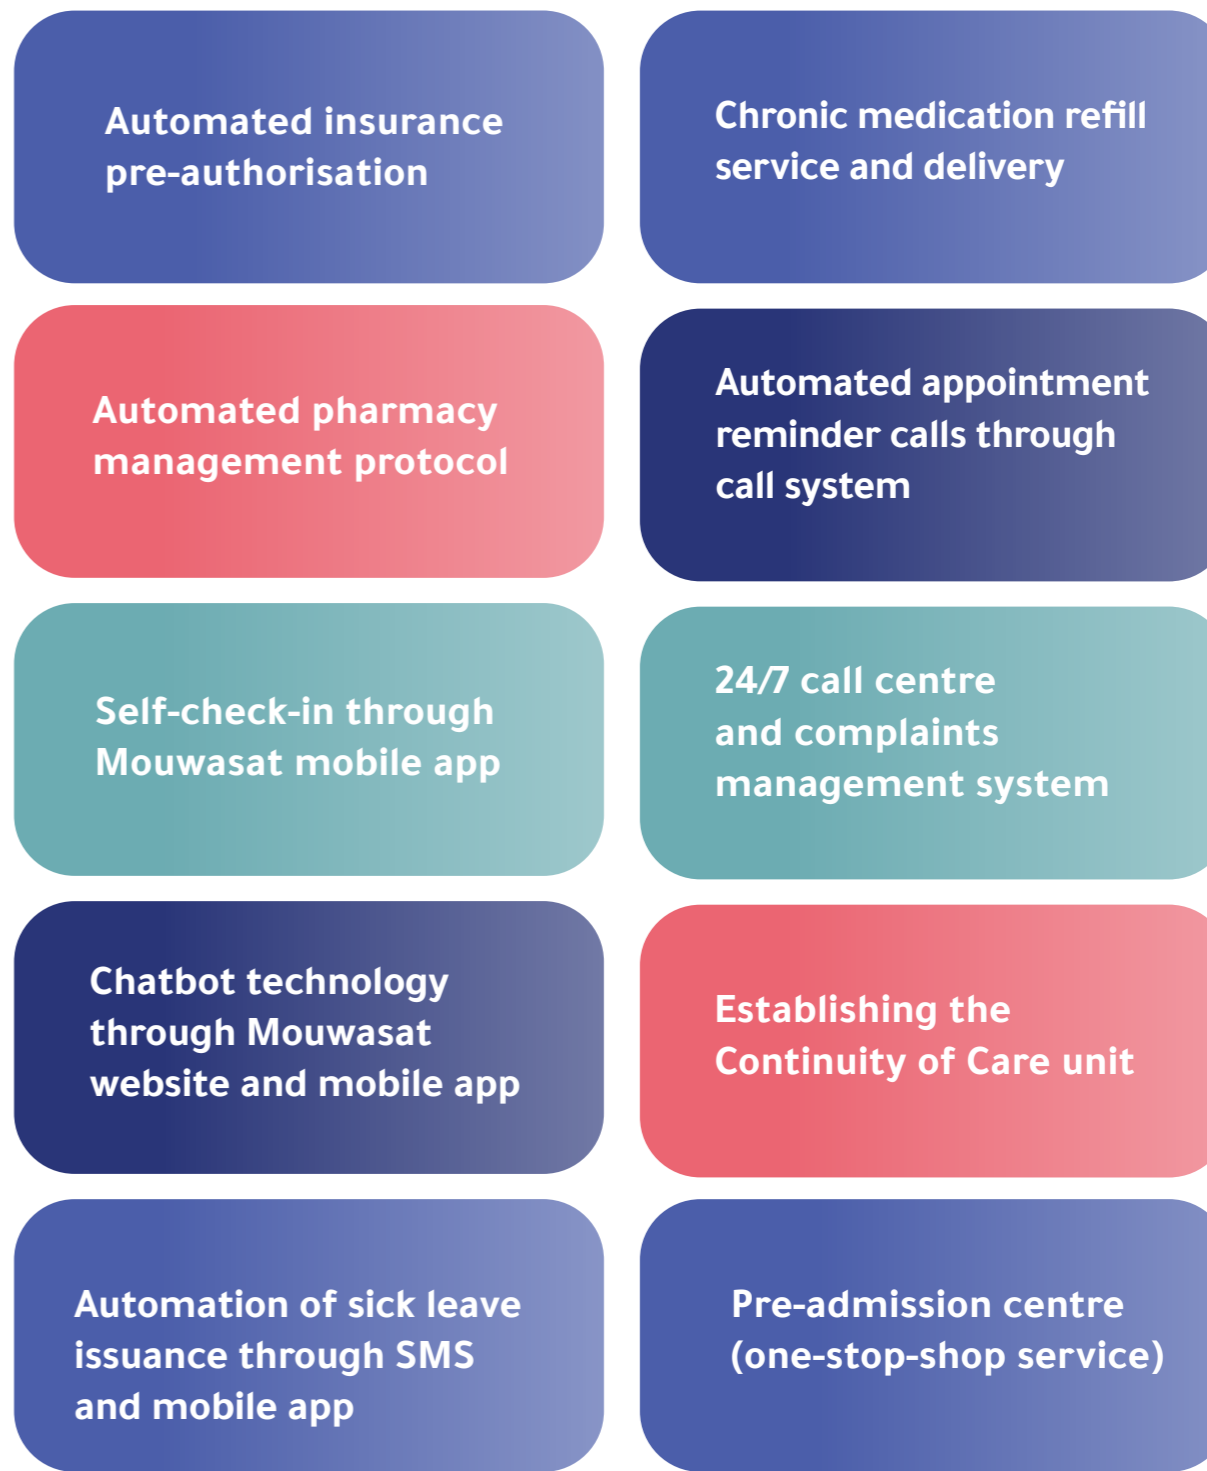 Automated insurance
pre-authorisation
Chronic medication refill
service and delivery
Automated pharmacy
management protocol
Automated appointment
reminder calls through
call system
Self-check-in through
Mouwasat mobile app
24/7 call centre
and complaints
management system
Chatbot technology
through Mouwasat
website and mobile app
Establishing the
Continuity of Care unit
Automation of sick leave
issuance through SMS
and mobile app
Pre-admission centre
(one-stop-shop service)